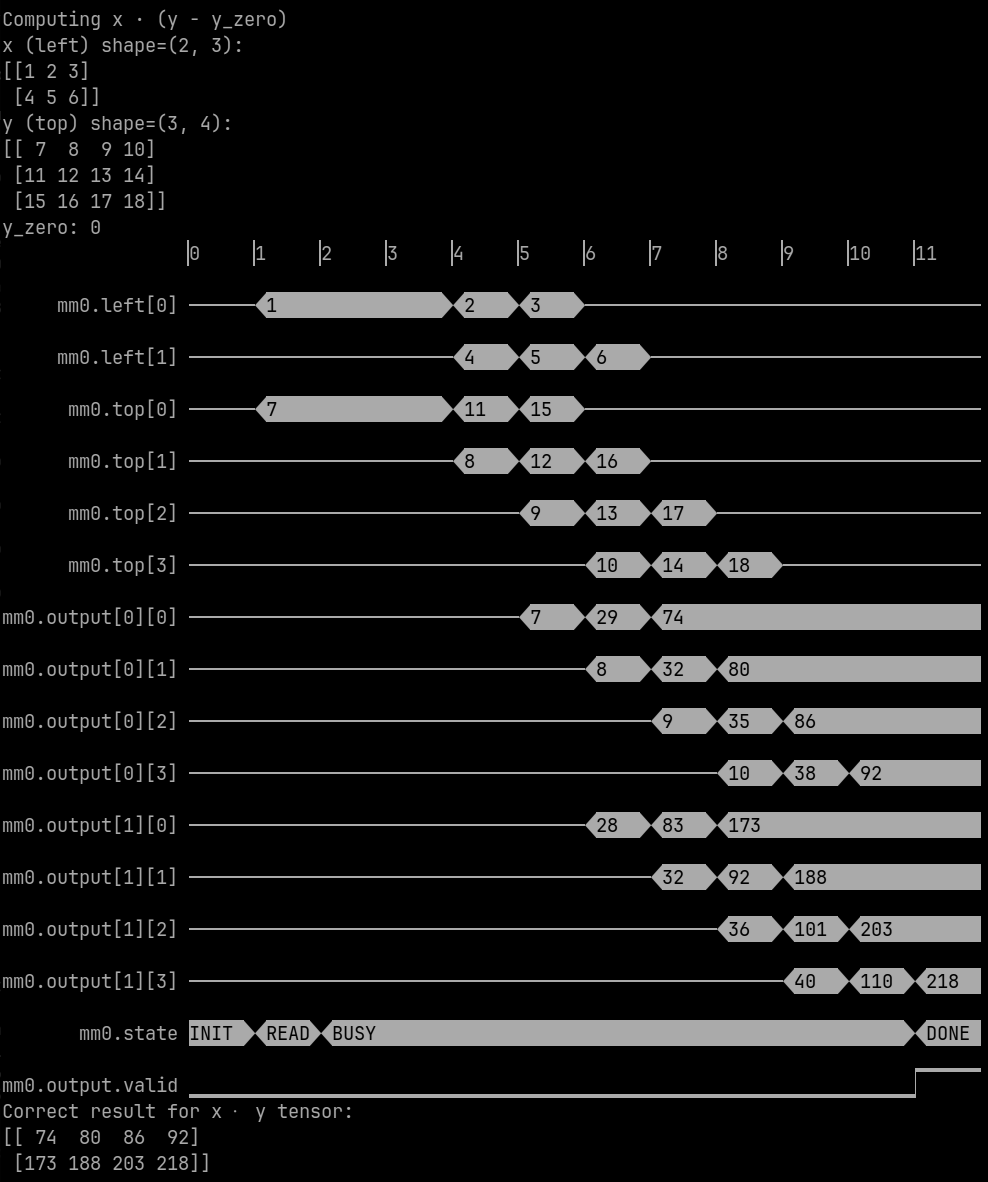 Computing x · (y - y_zero)
x (left) shape=(2, 3):
[[1 2 3]
 [4 5 6]]
y (top) shape=(3, 4):
[[ 7  8  9 10]
 [11 12 13 14]
 [15 16 17 18]]
y_zero: 0
0 1 2 3 4 5 6 7 8 9 10 11
mm0.left[0] 1 2 3
mm0.left[1] 4 5 6
mm0.top[0] 7 11 15
mm0.top[1] 8 12 16
mm0.top[2] 9 13 17
mm0.top[3] 10 14 18
mm0.output[0][0] 7 29 74
mm0.output[0][1] 8 32 80
mm0.output[0][2] 9 35 86
mm0.output[0][3] 10 38 92
mm0.output[1][0] 28 83 173
mm0.output[1][1] 32 92 188
mm0.output[1][2] 36 101 203
mm0.output[1][3] 40 110 218
mm0.state INIT READ BUSY DONE
mm0.output.valid
Correct result for x · y tensor:
[[ 74  80  86  92]
 [173 188 203 218]]